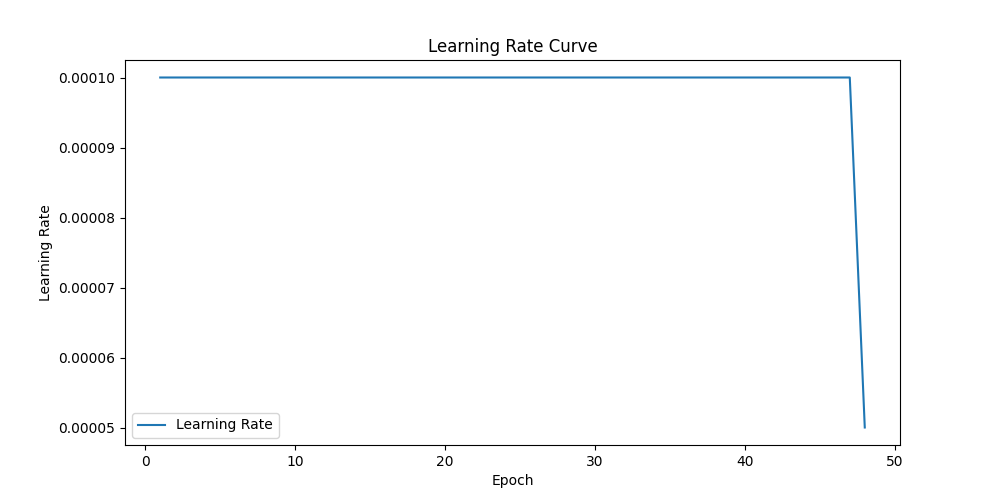 Learning Rate Curve
0.00010
0.00009
0.00008
0.00007
0.00006
0.00005
Learning Rate
Learning Rate
0 10 20 30 40 50
Epoch